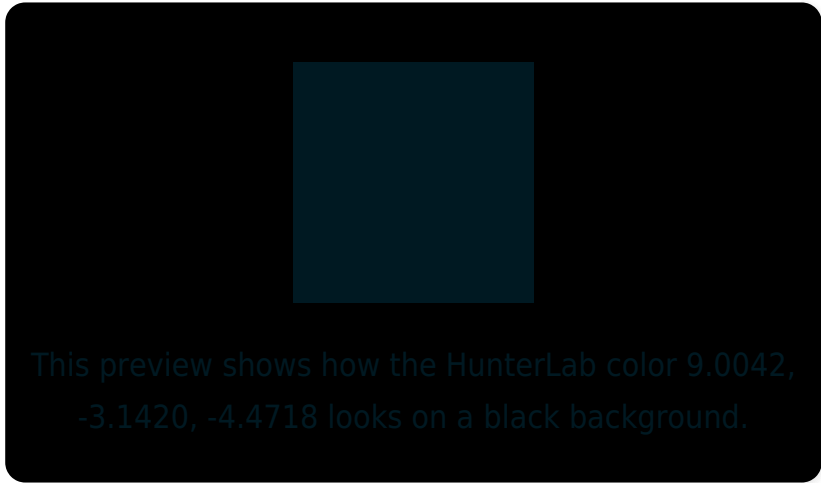 This preview shows how the HunterLab color 9.0042,
-3.1420, -4.4718 looks on a black background.